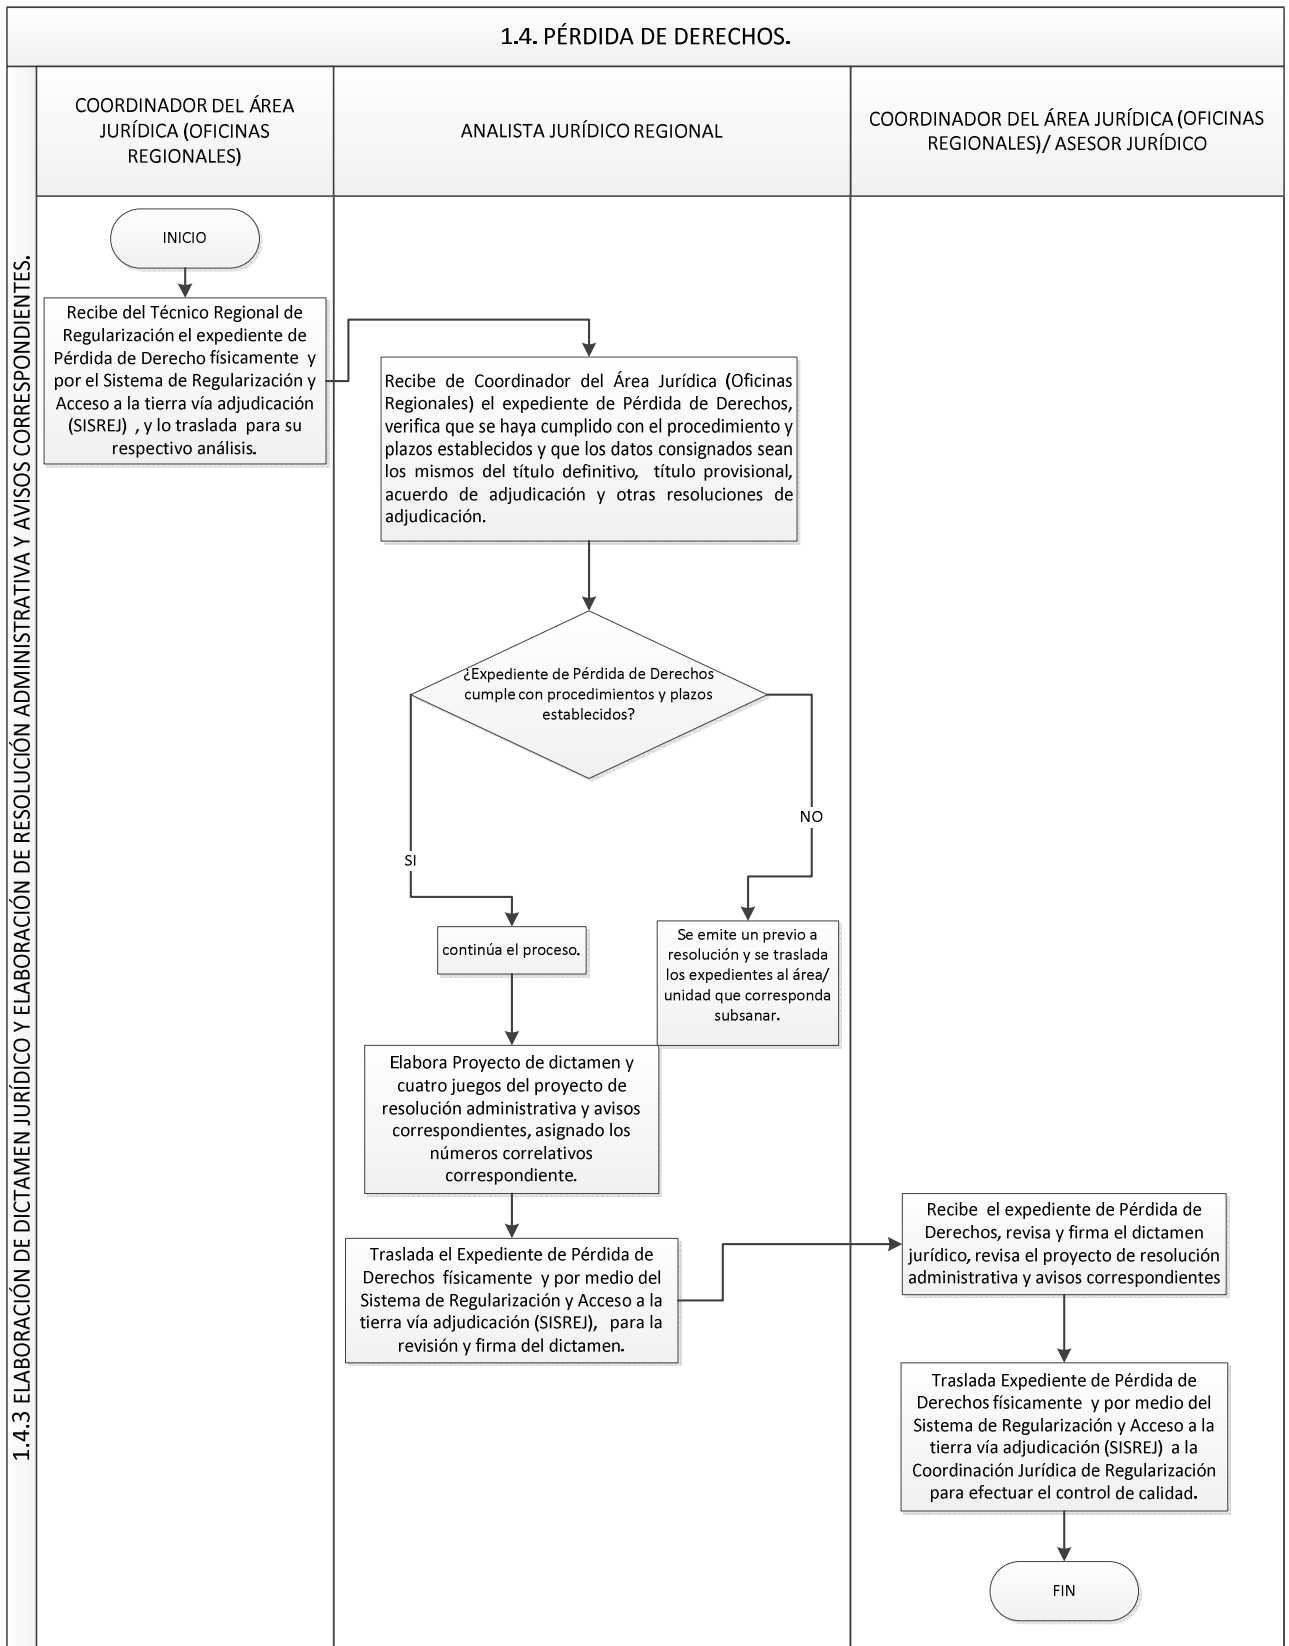 1.4. PÉRDIDA DE DERECHOS.
1.4.3 ELABORACIÓN DE DICTAMEN JURÍDICO Y ELABORACIÓN DE RESOLUCIÓN ADMINISTRATIVA Y AVISOS CORRESPONDIENTES.
COORDINADOR DEL ÁREA
JURÍDICA (OFICINAS
REGIONALES)
ANALISTA JURÍDICO REGIONAL
COORDINADOR DEL ÁREA JURÍDICA (OFICINAS
REGIONALES)/ ASESOR JURÍDICO
INICIO
Recibe del Técnico Regional de
Regularización el expediente de
Pérdida de Derecho físicamente y
por el Sistema de Regularización y
Acceso a la tierra vía adjudicación
(SISREJ) , y lo traslada para su
respectivo análisis.
Recibe de Coordinador del Área Jurídica (Oficinas
Regionales) el expediente de Pérdida de Derechos,
verifica que se haya cumplido con el procedimiento y
plazos establecidos y que los datos consignados sean
los mismos del título definitivo, título provisional,
acuerdo de adjudicación y otras resoluciones de
adjudicación.
¿Expediente de Pérdida de Derechos
cumple con procedimientos y plazos
establecidos?
NO
SI
continúa el proceso.
Se emite un previo a
resolución y se traslada
los expedientes al área/
unidad que corresponda
subsanar.
Elabora Proyecto de dictamen y
cuatro juegos del proyecto de
resolución administrativa y avisos
correspondientes, asignado los
números correlativos
correspondiente.
Traslada el Expediente de Pérdida de
Derechos físicamente y por medio del
Sistema de Regularización y Acceso a la
tierra vía adjudicación (SISREJ), para la
revisión y firma del dictamen.
Recibe el expediente de Pérdida de
Derechos, revisa y firma el dictamen
jurídico, revisa el proyecto de resolución
administrativa y avisos correspondientes
Traslada Expediente de Pérdida de
Derechos físicamente y por medio del
Sistema de Regularización y Acceso a la
tierra vía adjudicación (SISREJ) a la
Coordinación Jurídica de Regularización
para efectuar el control de calidad.
FIN